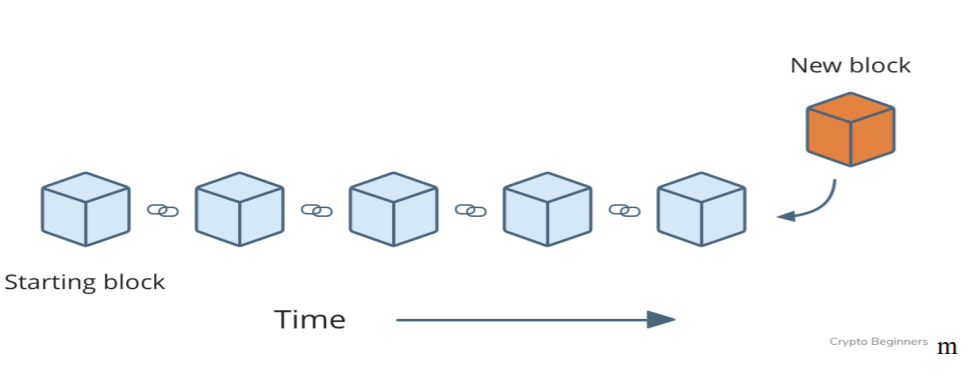 New block
Starting block
Time
Crypto Beginners m